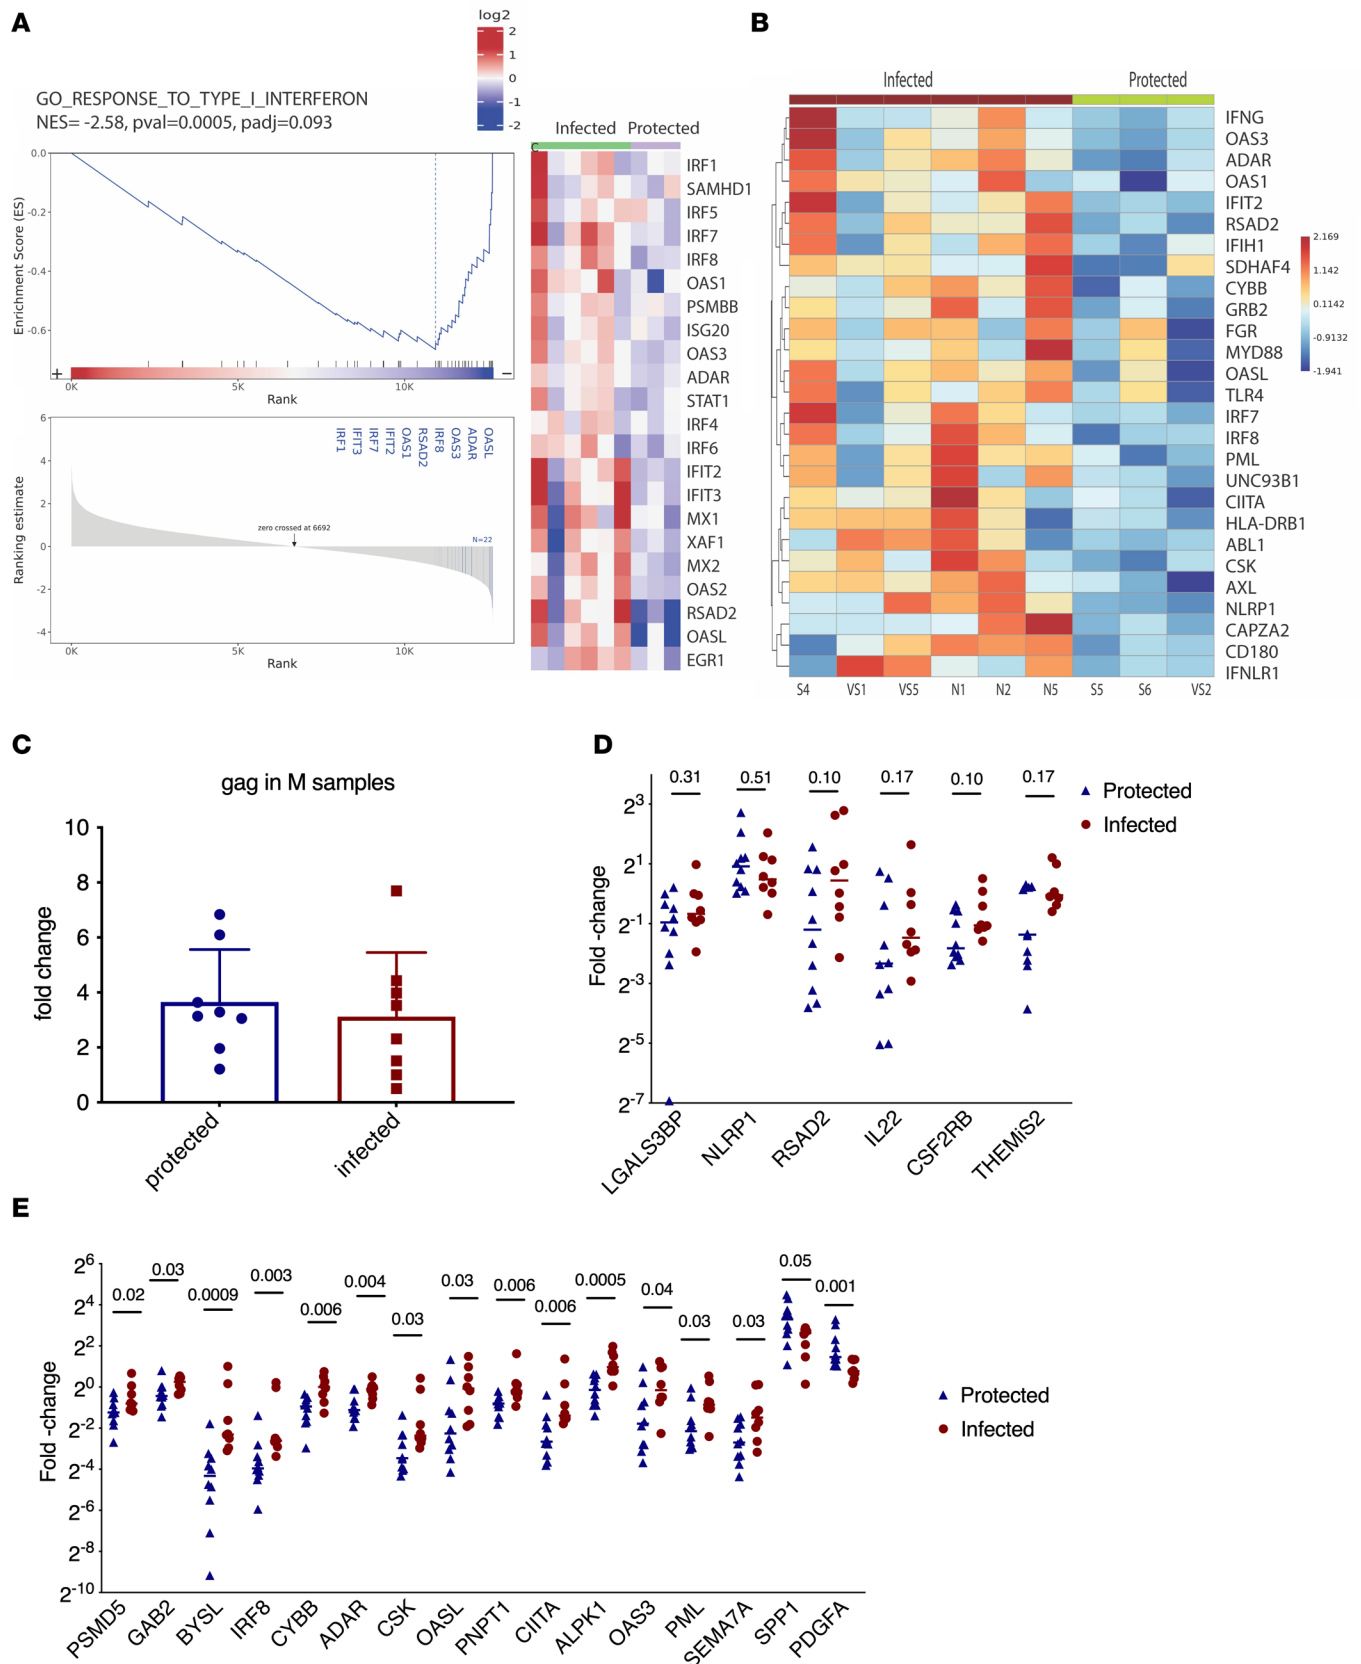 A
log2
2
1
0
-1
-2
GO_RESPONSE_TO_TYPE_I_INTERFERON
NES= -2.58, pval=0.0005, padj=0.093
Enrichment Score (ES)
0.0
-0.2
-0.4
-0.6
+
−
0K
5K
10K
Rank
Ranking estimate
6
4
2
0
-2
-4
IRF1
IFIT3
IRF7
IFIT2
OAS1
RSAD2
IRF8
OAS3
ADAR
OASL
zero crossed at 6692
N=22
0K
5K
10K
Rank
Infected
Protected
C
IRF1
SAMHD1
IRF5
IRF7
IRF8
OAS1
PSMBB
ISG20
OAS3
ADAR
STAT1
IRF4
IRF6
IFIT2
IFIT3
MX1
XAF1
MX2
OAS2
RSAD2
OASL
EGR1
B
Infected
Protected
IFNG
OAS3
ADAR
OAS1
IFIT2
RSAD2
IFIH1
SDHAF4
CYBB
GRB2
FGR
MYD88
OASL
TLR4
IRF7
IRF8
PML
UNC93B1
CIITA
HLA-DRB1
ABL1
CSK
AXL
NLRP1
CAPZA2
CD180
IFNLR1
S4
VS1
VS5
N1
N2
N5
S5
S6
VS2
2.169
1.142
0.1142
-0.9132
-1.941
C
gag in M samples
fold change
10
8
6
4
2
0
protected
infected
D
Fold -change
2^3
2^1
2^-1
2^-3
2^-5
2^-7
0.31
0.51
0.10
0.17
0.10
0.17
Protected
Infected
LGALS3BP
NLRP1
RSAD2
IL22
CSF2RB
THEMiS2
E
Fold -change
2^6
2^4
2^2
2^0
2^-2
2^-4
2^-6
2^-8
2^-10
0.02
0.03
0.0009
0.003
0.006
0.004
0.03
0.03
0.006
0.006
0.0005
0.04
0.03
0.03
0.05
0.001
Protected
Infected
PSMD5
GAB2
BYSL
IRF8
CYBB
ADAR
CSK
OASL
PNPT1
CIITA
ALPK1
OAS3
PML
SEMA7A
SPP1
PDGFA